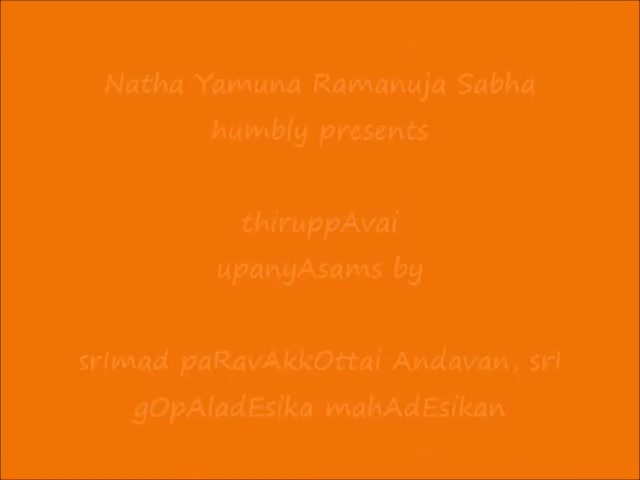 Natha Yamuna Ramanuja Sabha
humbly presents
thiruppAvai
upanyAsams by
srImad paRavAkkOttai Andavan, srI
gOpAladEsika mahAdEsikan